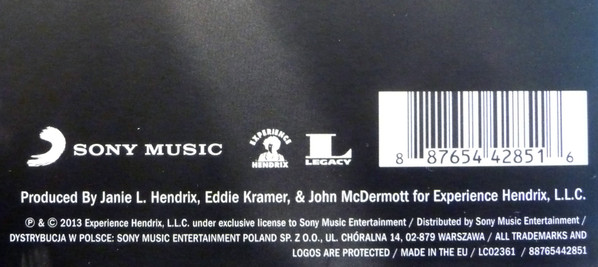 SONY MUSIC
EXPERIENCE
HENDRIX
L
LEGACY
8 87654 42851 6
Produced By Janie L. Hendrix, Eddie Kramer, & John McDermott for Experience Hendrix, L.L.C.
℗ & © 2013 Experience Hendrix, L.L.C. under exclusive license to Sony Music Entertainment / Distributed by Sony Music Entertainment /
DYSTRYBUCJA W POLSCE: SONY MUSIC ENTERTAINMENT POLAND SP. Z O.O., UL. CHÓRALNA 14, 02-879 WARSZAWA / ALL TRADEMARKS AND
LOGOS ARE PROTECTED / MADE IN THE EU / LC02361 / 88765442851